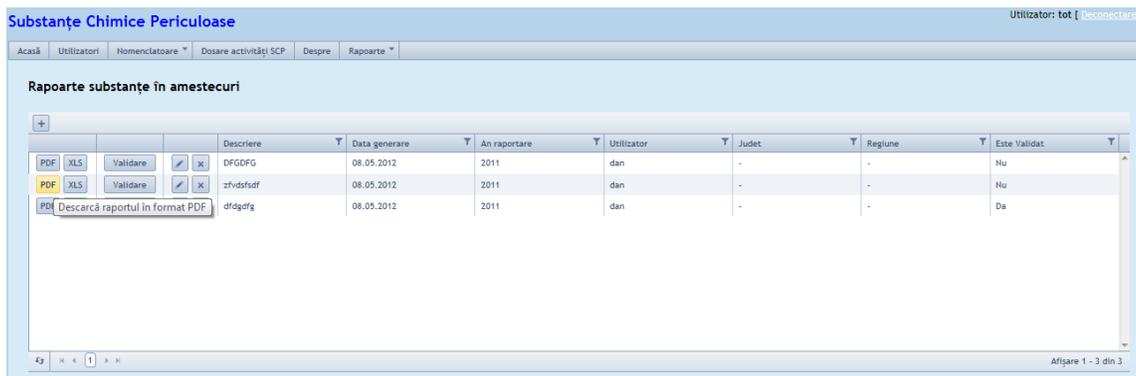 Utilizator: tot [ Deconectare
Substanțe Chimice Periculoase
Acasă Utilizatori Nomenclatoare Dosare activități SCP Despre Rapoarte
Rapoarte substanțe în amestecuri
+
Descriere Data generare An raportare Utilizator Judet Regiune Este Validat
PDF XLS Validare DFGDFG 08.05.2012 2011 dan - - Nu
PDF XLS Validare zfvdsfsdf 08.05.2012 2011 dan - - Nu
dfdgdfg 08.05.2012 2011 dan - - Da
Descarcă raportul în format PDF
1 Afișare 1 - 3 din 3